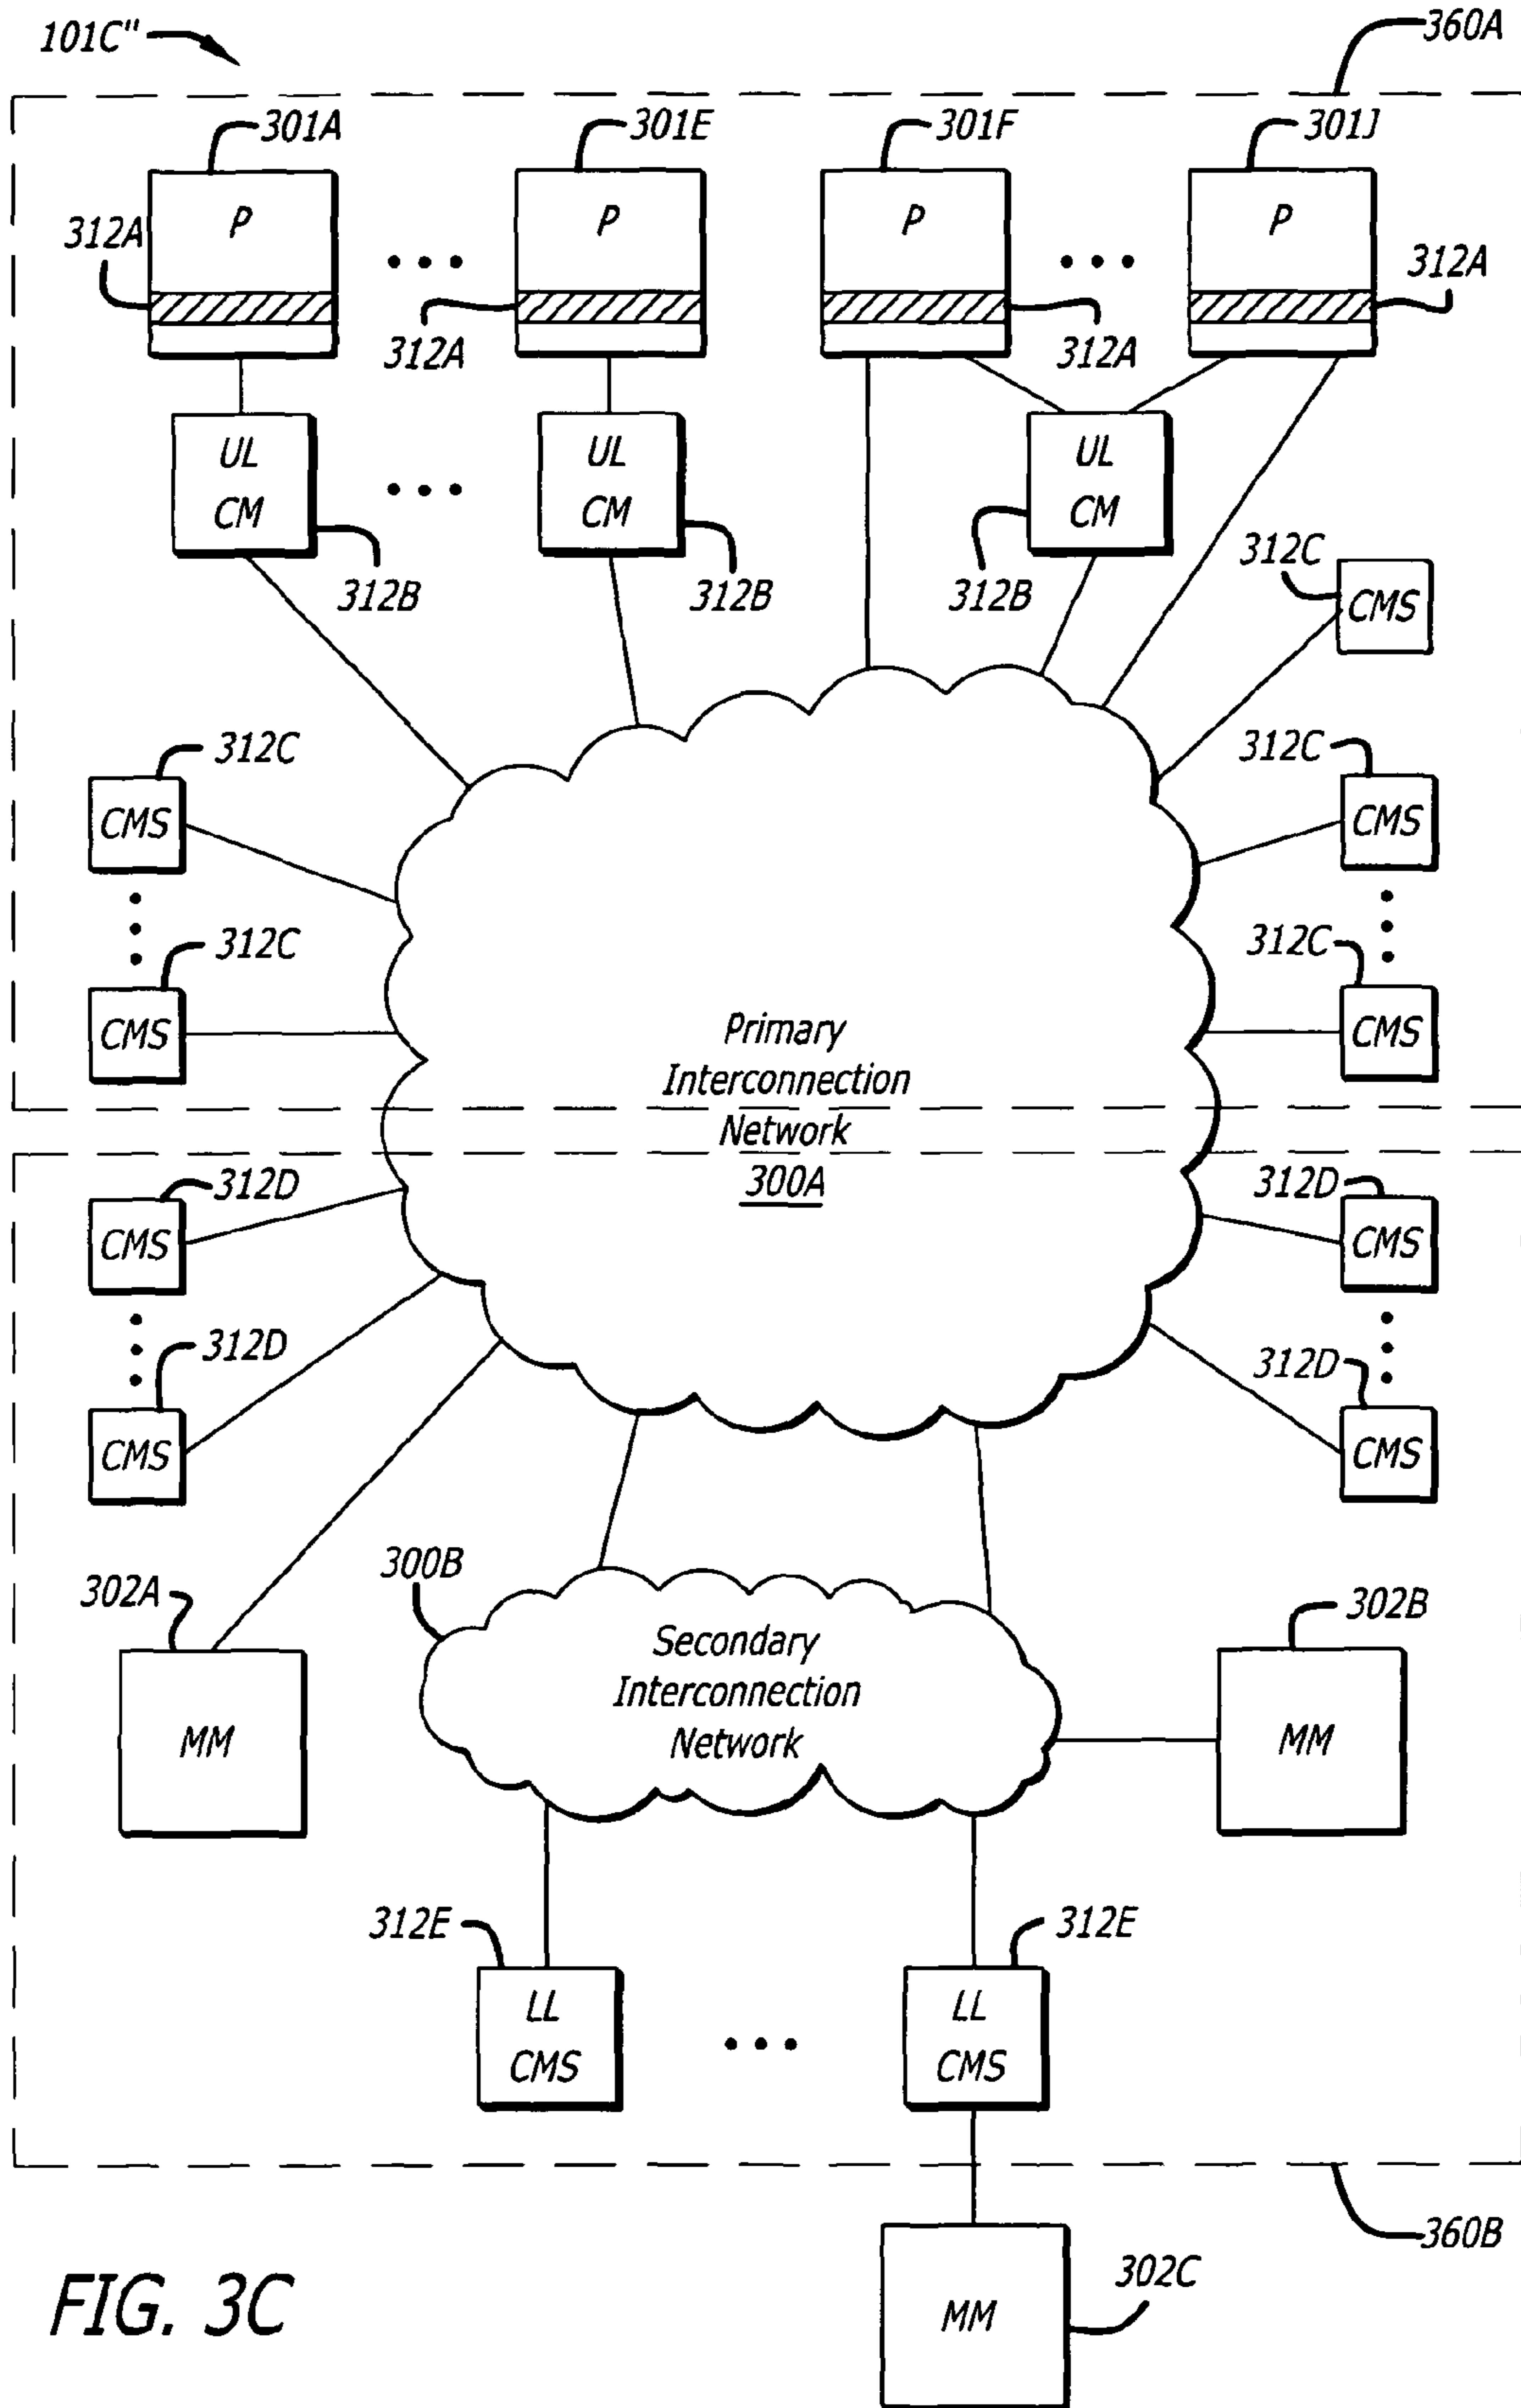 101C"
360A
301A
301E
301F
301J
P
P
P
P
312A
312A
312A
312A
UL
CM
UL
CM
UL
CM
312B
312B
312B
312C
CMS
312C
CMS
312C
CMS
312C
CMS
312C
CMS
Primary
Interconnection
Network
300A
312D
CMS
312D
CMS
312D
CMS
312D
CMS
300B
302A
MM
Secondary
Interconnection
Network
302B
MM
312E
LL
CMS
312E
LL
CMS
360B
302C
MM
FIG. 3C